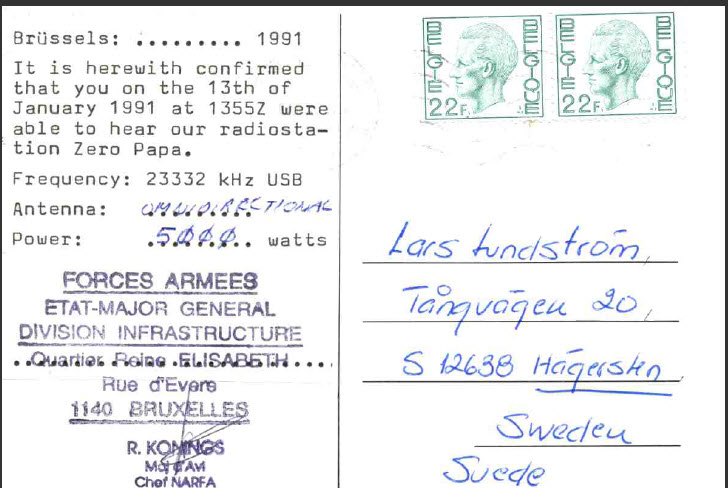 Brüssels: ......... 1991
It is herewith confirmed
that you on the 13th of
January 1991 at 1355Z were
able to hear our radiosta-
tion Zero Papa.
Frequency: 23332 kHz USB
Antenna: OMNIDIRECTIONAL
Power: 5000 watts
FORCES ARMEES
ETAT-MAJOR GENERAL
DIVISION INFRASTRUCTURE
Quartier Reine ELISABETH
Rue d'Evere
1140 BRUXELLES
R. KONINGS
Maj d'Avi
Chef NARFA
BELGIE 22F. BELGIQUE
BELGIE 22F. BELGIQUE
Lars Lundström,
Tångvägen 20,
S 12638 Hägersten
Sweden
Suede